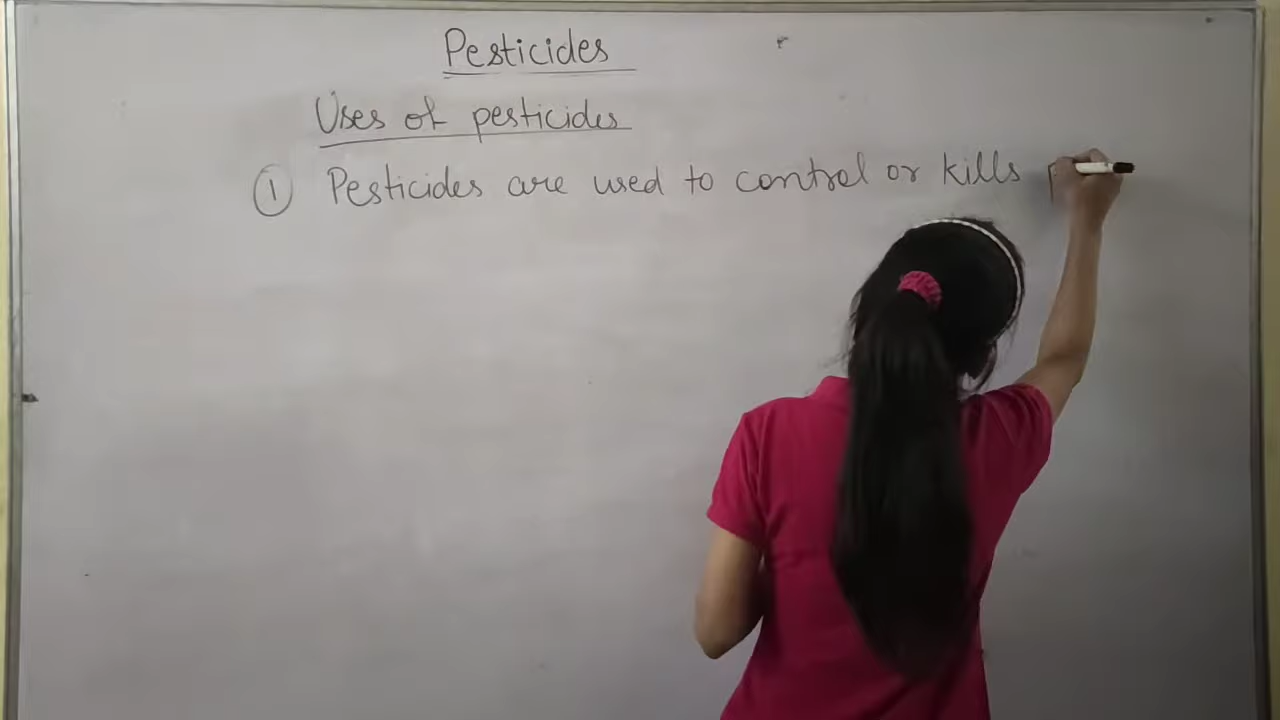 Pesticides
Uses of pesticides
① Pesticides are used to control or kills